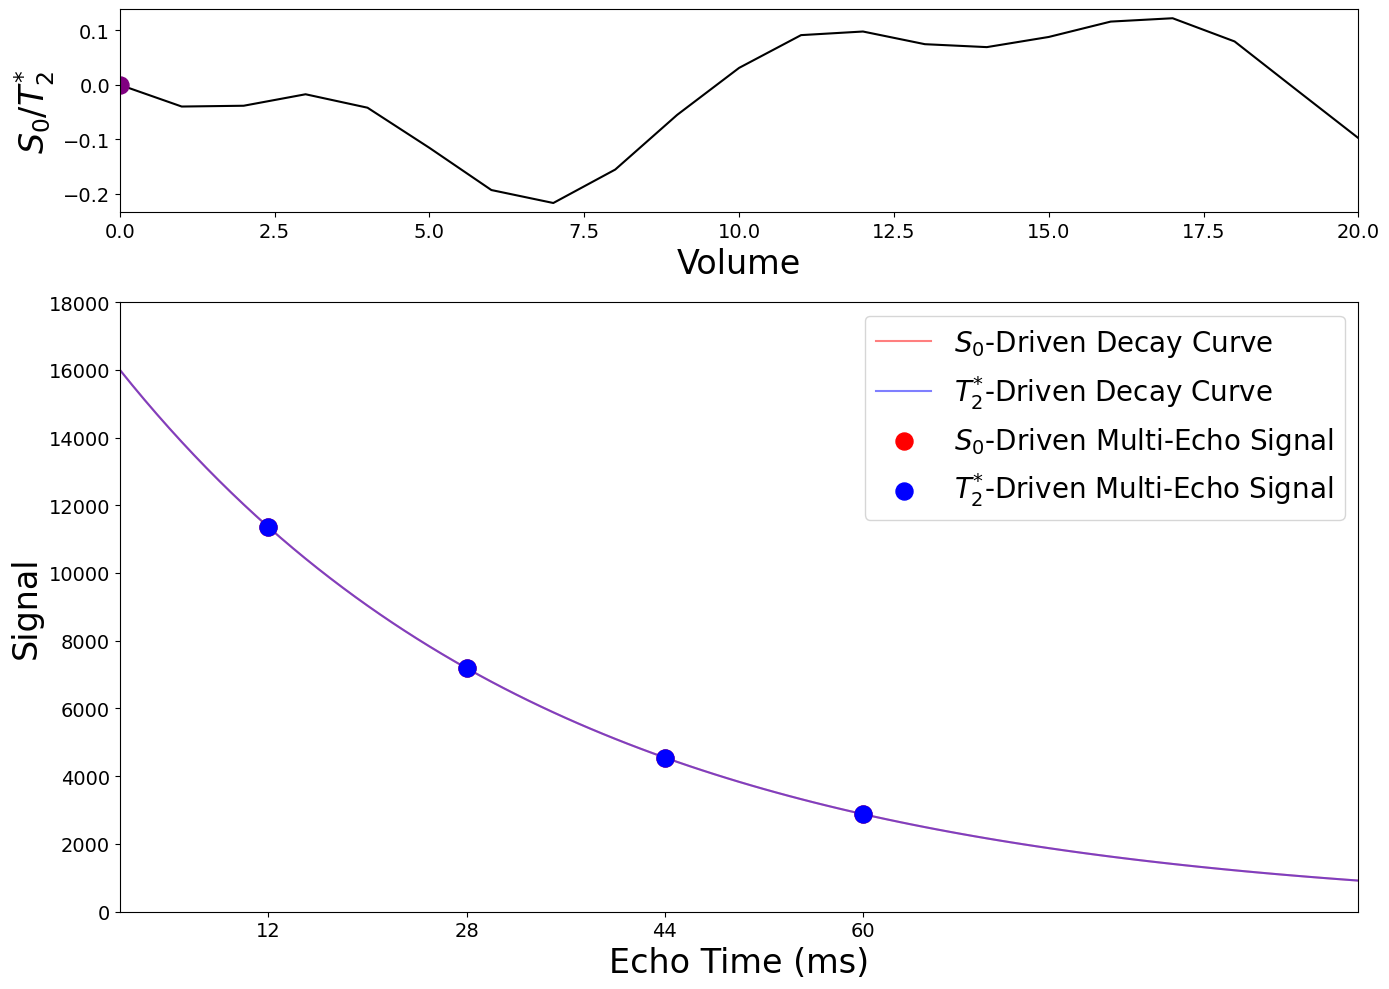 0.1
0.0
−0.1
−0.2
S₀/T₂*
0.0 2.5 5.0 7.5 10.0 12.5 15.0 17.5 20.0
Volume
18000
16000
14000
12000
10000
8000
6000
4000
2000
0
Signal
S₀-Driven Decay Curve
T₂*-Driven Decay Curve
S₀-Driven Multi-Echo Signal
T₂*-Driven Multi-Echo Signal
12 28 44 60
Echo Time (ms)